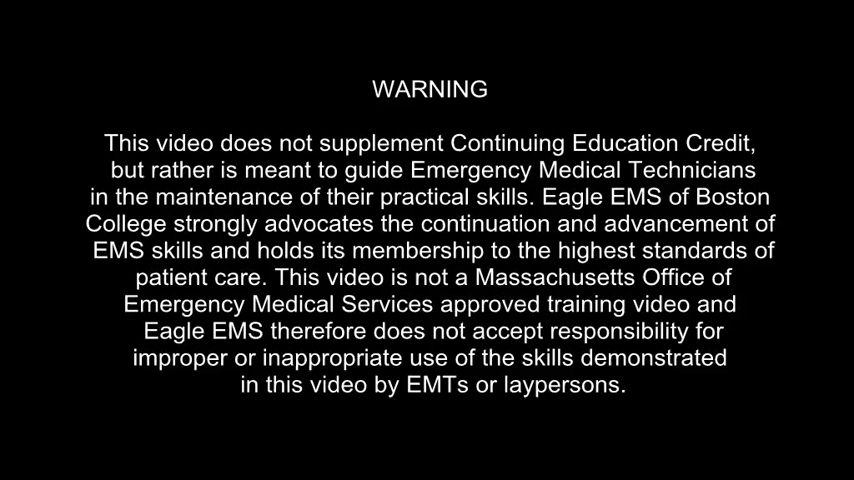 WARNING
This video does not supplement Continuing Education Credit,
but rather is meant to guide Emergency Medical Technicians
in the maintenance of their practical skills. Eagle EMS of Boston
College strongly advocates the continuation and advancement of
EMS skills and holds its membership to the highest standards of
patient care. This video is not a Massachusetts Office of
Emergency Medical Services approved training video and
Eagle EMS therefore does not accept responsibility for
improper or inappropriate use of the skills demonstrated
in this video by EMTs or laypersons.